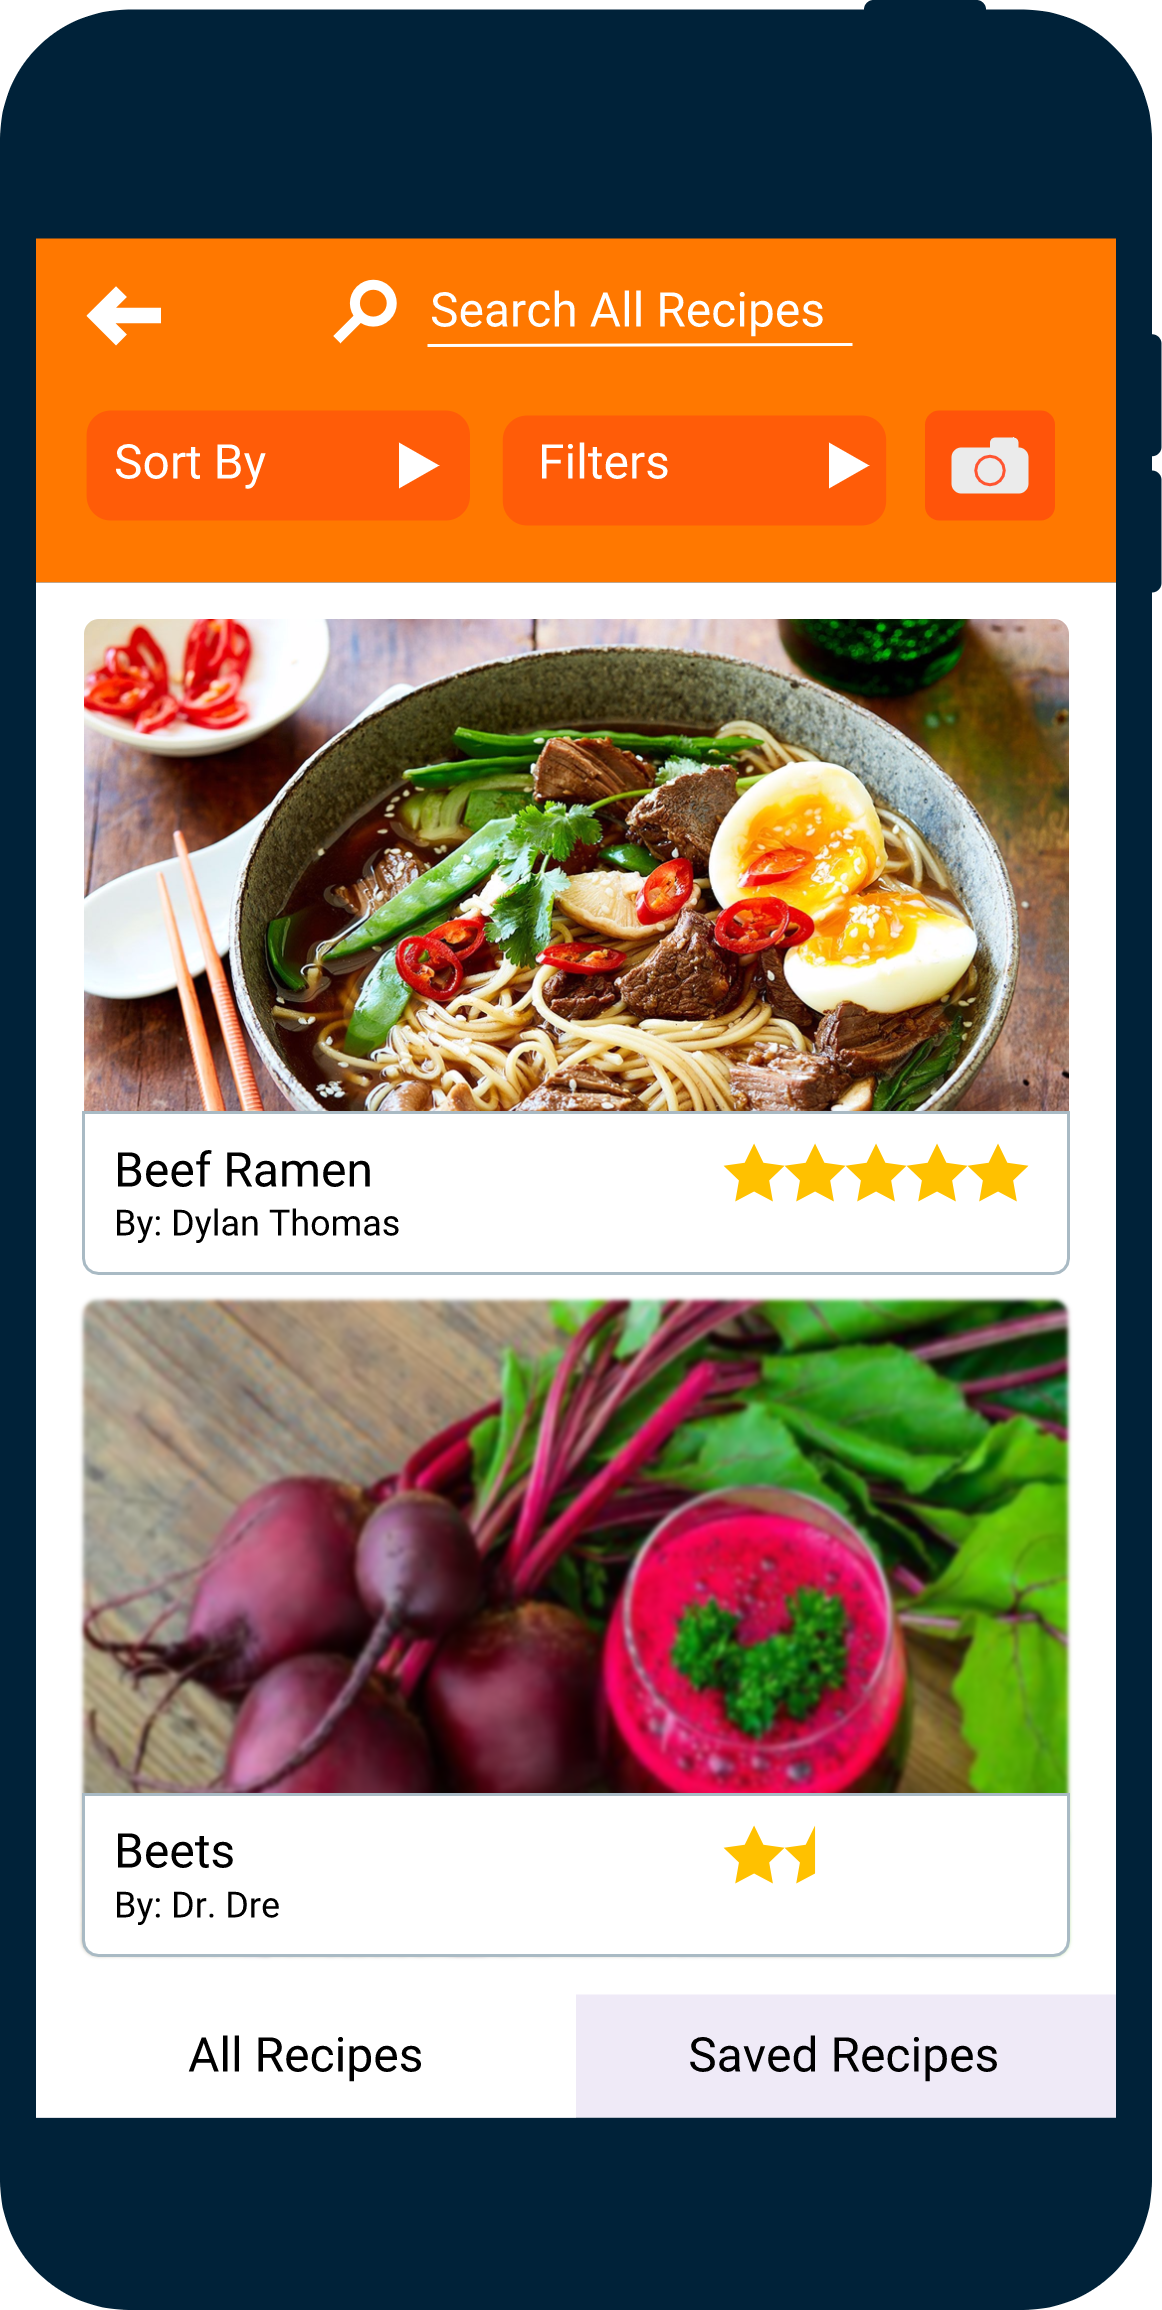 Search All Recipes
Sort By
Filters
Beef Ramen
By: Dylan Thomas
Beets
By: Dr. Dre
All Recipes
Saved Recipes